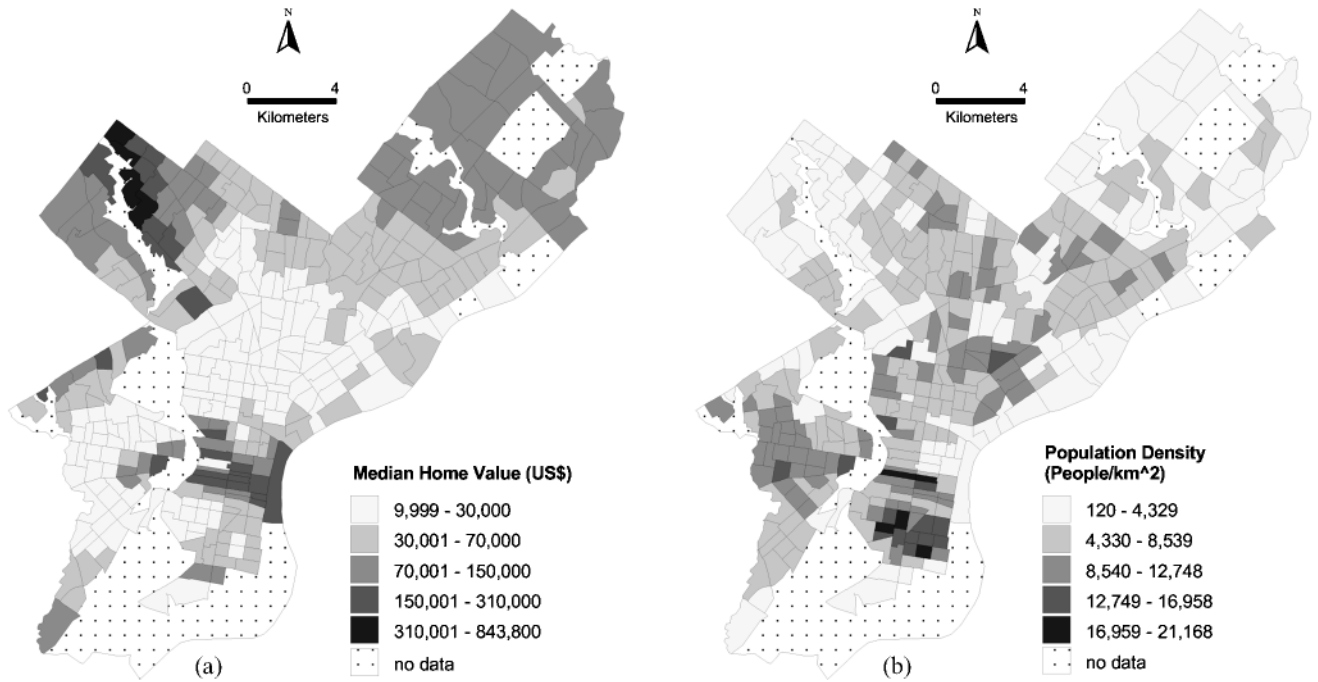 N
0 4
Kilometers
Median Home Value (US$)
9,999 - 30,000
30,001 - 70,000
70,001 - 150,000
150,001 - 310,000
310,001 - 843,800
no data
(a)
N
0 4
Kilometers
Population Density
(People/km^2)
120 - 4,329
4,330 - 8,539
8,540 - 12,748
12,749 - 16,958
16,959 - 21,168
no data
(b)